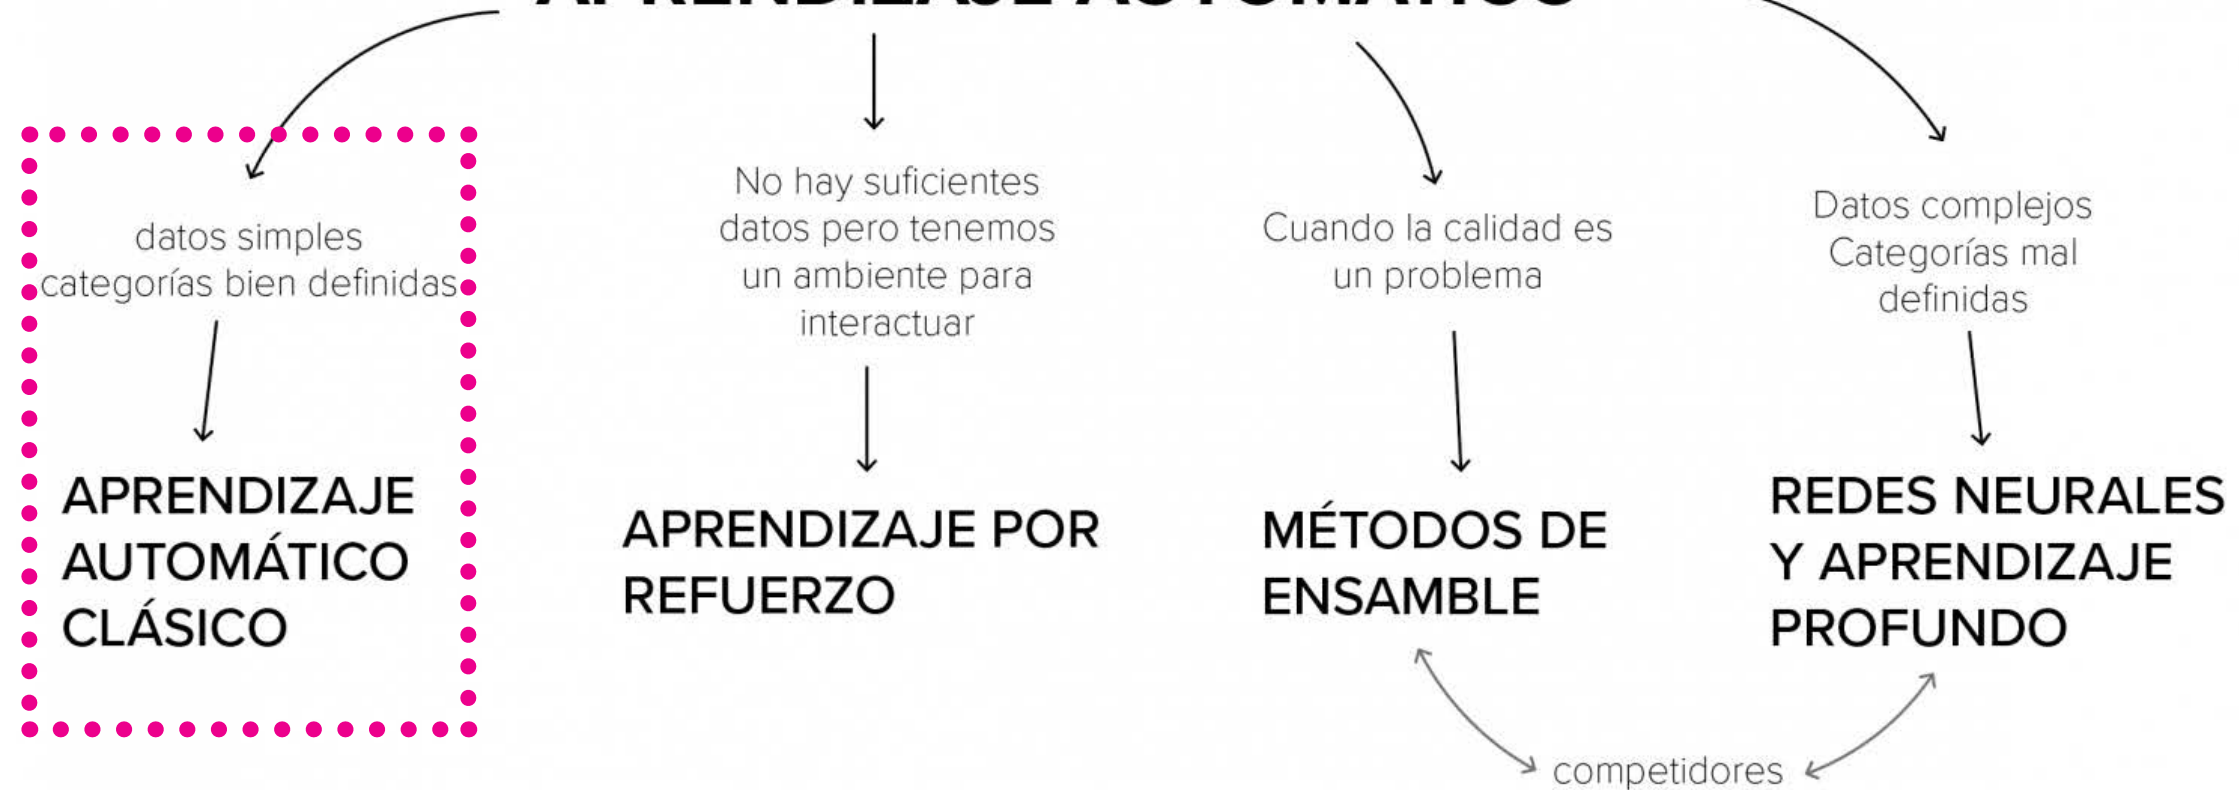 APRENDIZAJE AUTOMÁTICO
datos simples
categorías bien definidas
APRENDIZAJE
AUTOMÁTICO
CLÁSICO
No hay suficientes
datos pero tenemos
un ambiente para
interactuar
APRENDIZAJE POR
REFUERZO
Cuando la calidad es
un problema
MÉTODOS DE
ENSAMBLE
Datos complejos
Categorías mal
definidas
REDES NEURALES
Y APRENDIZAJE
PROFUNDO
competidores